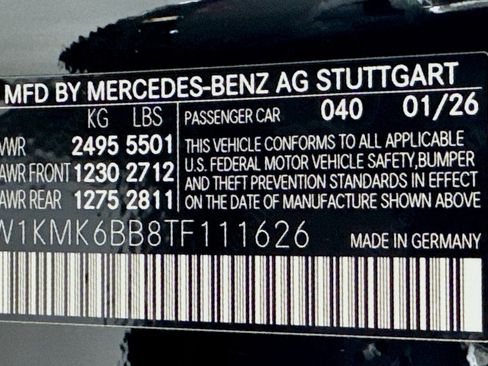 MFD BY MERCEDES-BENZ AG STUTTGART
KG LBS
PASSENGER CAR 040 01/26
VWR 2495 5501
AWR FRONT 1230 2712
AWR REAR 1275 2811
THIS VEHICLE CONFORMS TO ALL APPLICABLE
U.S. FEDERAL MOTOR VEHICLE SAFETY,BUMPER
AND THEFT PREVENTION STANDARDS IN EFFECT
ON THE DATE OF MANUFACTURE SHOWN ABOVE
W1KMK6BB8TF111626 MADE IN GERMANY